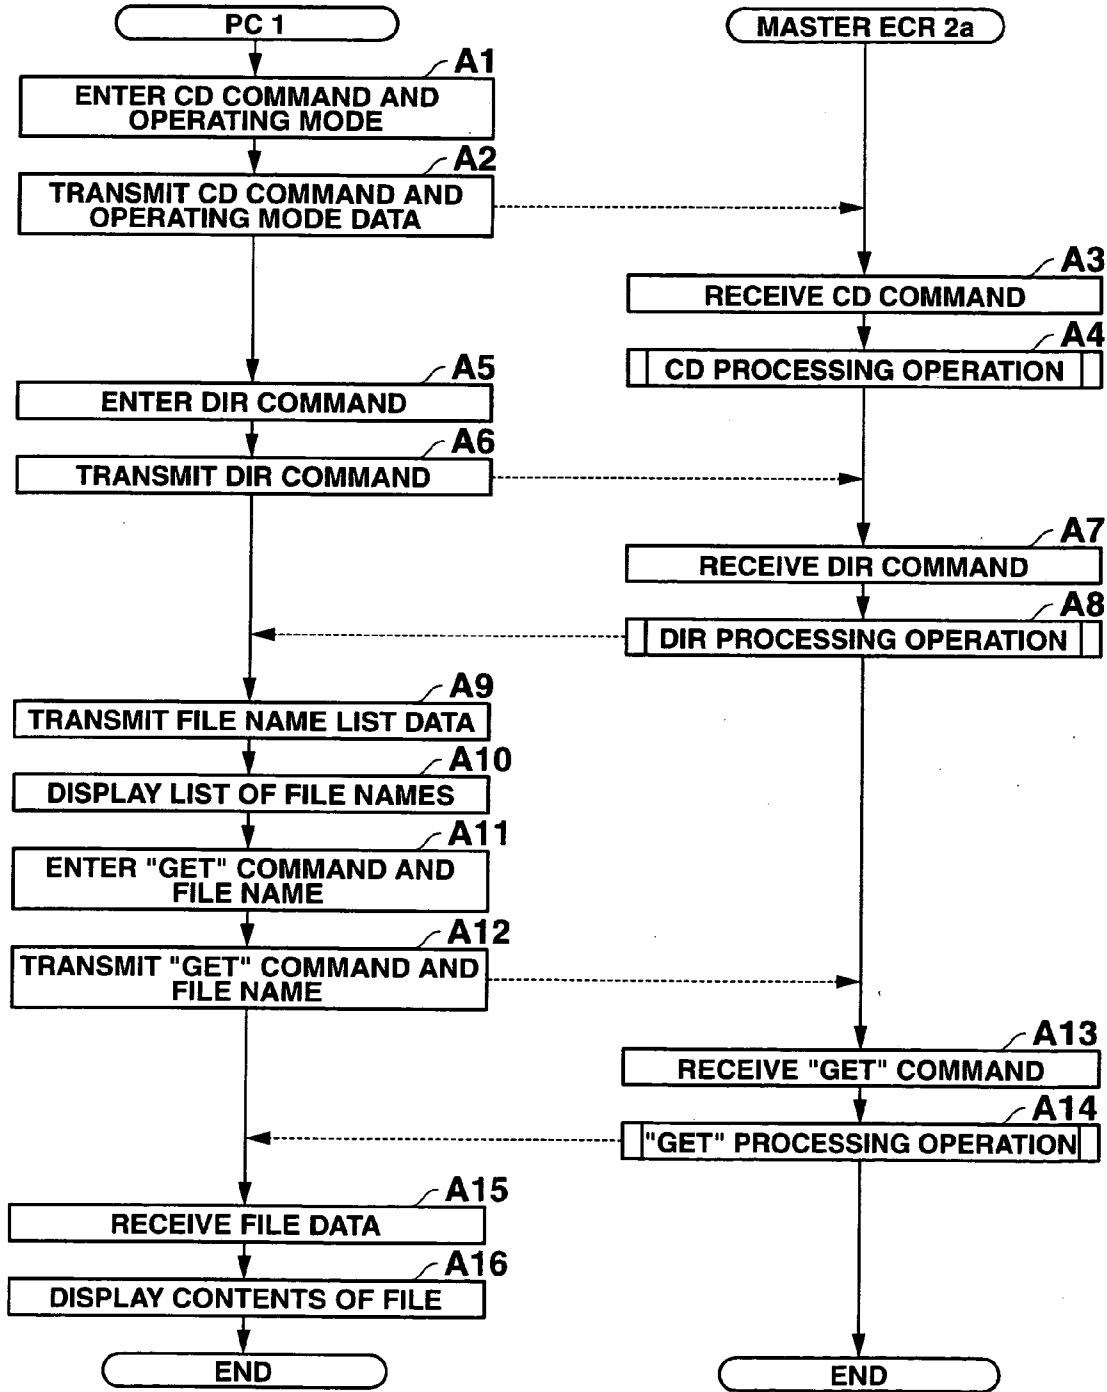 PC 1
MASTER ECR 2a
A1
ENTER CD COMMAND AND
OPERATING MODE
A2
TRANSMIT CD COMMAND AND
OPERATING MODE DATA
A3
RECEIVE CD COMMAND
A4
CD PROCESSING OPERATION
A5
ENTER DIR COMMAND
A6
TRANSMIT DIR COMMAND
A7
RECEIVE DIR COMMAND
A8
DIR PROCESSING OPERATION
A9
TRANSMIT FILE NAME LIST DATA
A10
DISPLAY LIST OF FILE NAMES
A11
ENTER "GET" COMMAND AND
FILE NAME
A12
TRANSMIT "GET" COMMAND AND
FILE NAME
A13
RECEIVE "GET" COMMAND
A14
"GET" PROCESSING OPERATION
A15
RECEIVE FILE DATA
A16
DISPLAY CONTENTS OF FILE
END
END